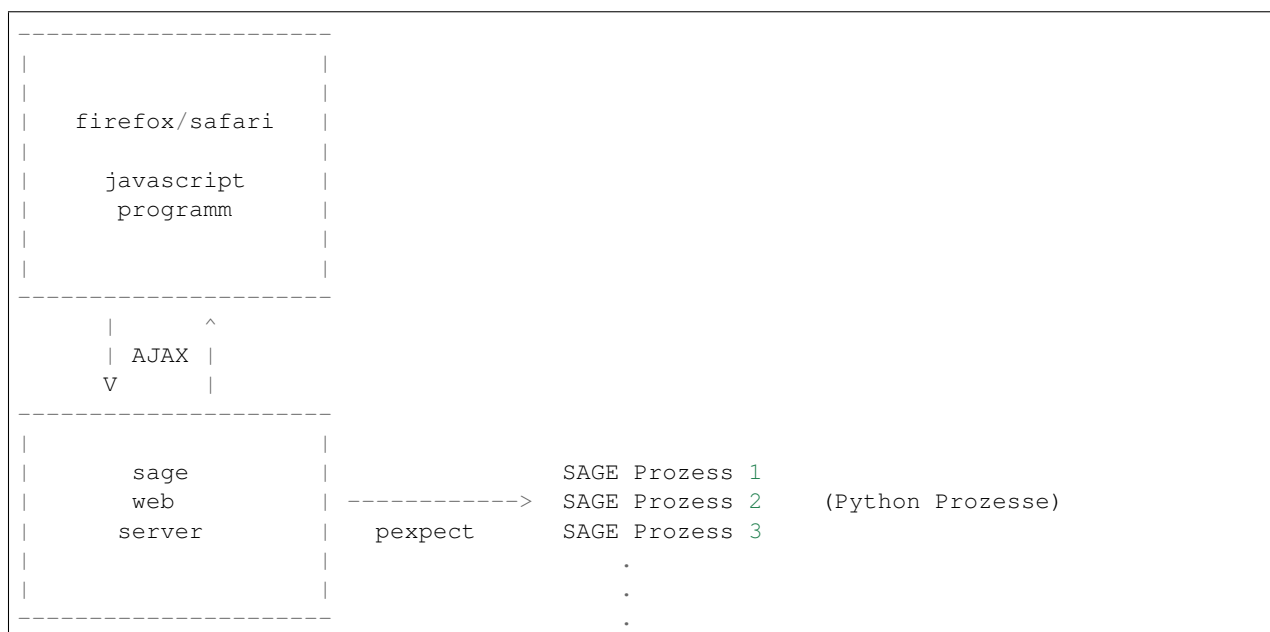 firefox/safari
javascript
programm
AJAX
V
sage SAGE Prozess 1
web ------------> SAGE Prozess 2 (Python Prozesse)
server pexpect SAGE Prozess 3
.
.
.